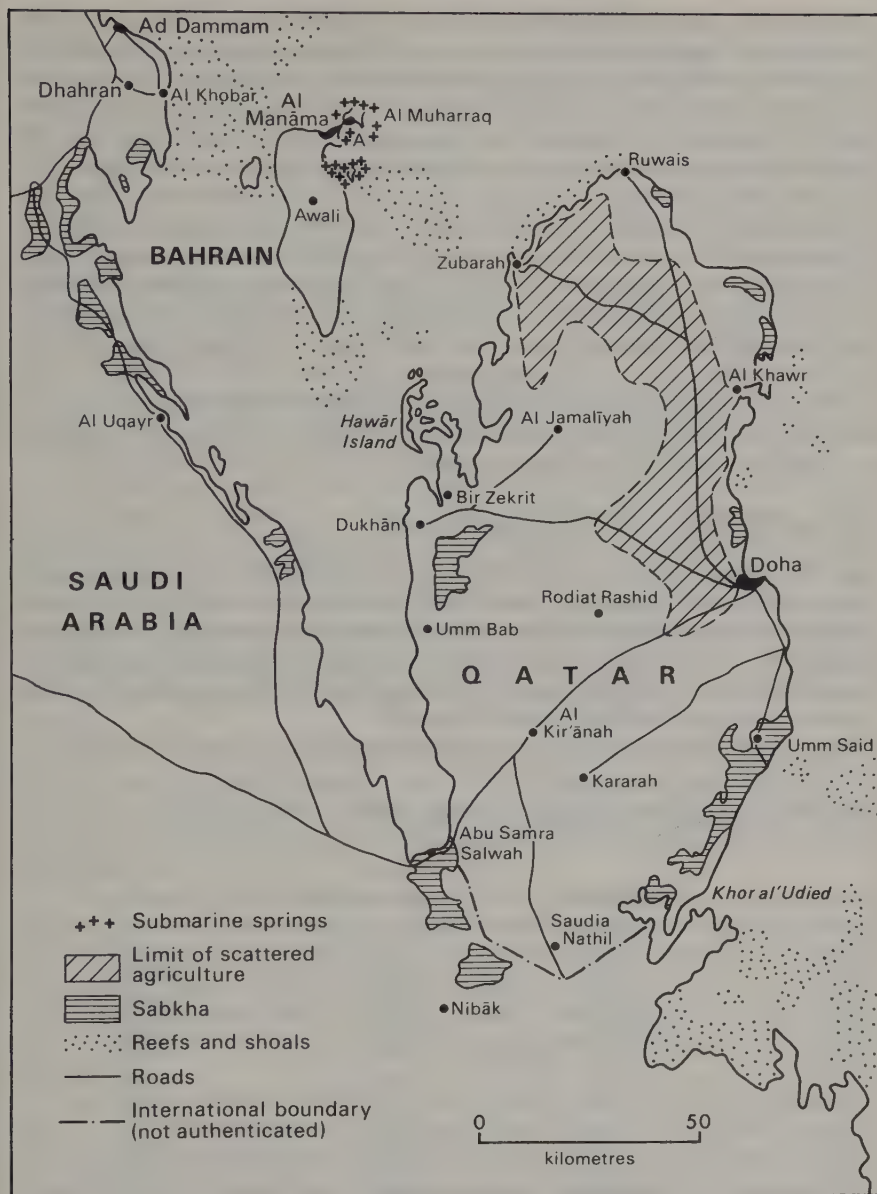 Ad Dammam
Dhahran
Al Khobar
Al
Manāma
Al Muharraq
A
Awali
Ruwais
BAHRAIN
Zubarah
Al Khawr
Al Uqayr
Hawār
Island
Al Jamalīyah
Bir Zekrit
Dukhān
Doha
SAUDI
ARABIA
Rodiat Rashid
Umm Bab
QATAR
Al
Kir'ānah
Umm Said
Kararah
Abu Samra
Salwah
Khor al'Udied
Saudia
Nathil
Nibāk
+++ Submarine springs
Limit of scattered
agriculture
Sabkha
Reefs and shoals
Roads
International boundary
(not authenticated)
0 50
kilometres